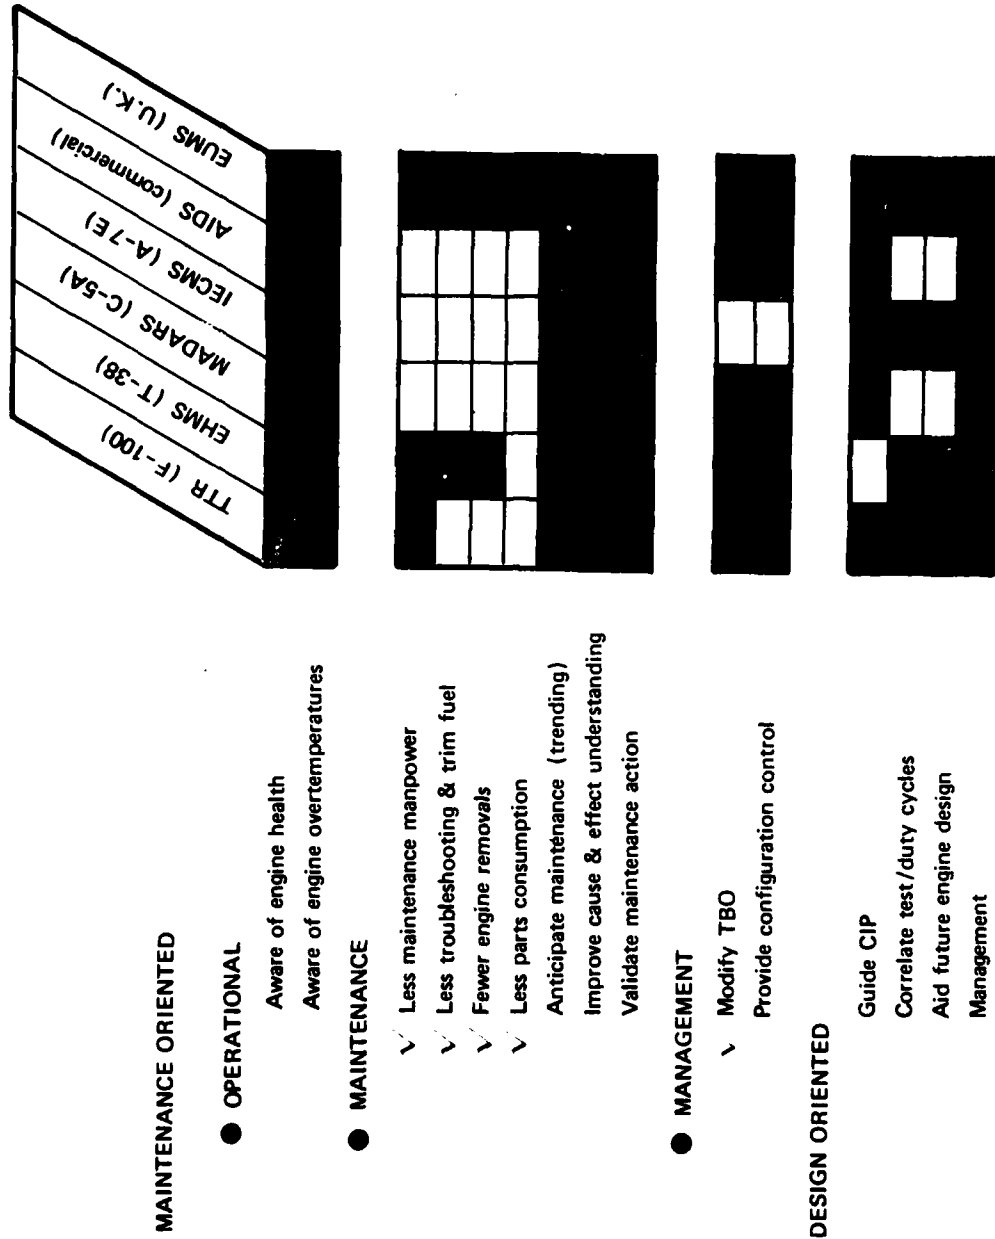 TTR (F-100)
EHMS (T-38)
MADARS (C-5A)
IECMS (A-7E)
AIDS (commercial)
EUMS (U.K.)
MAINTENANCE ORIENTED
● OPERATIONAL
Aware of engine health
Aware of engine overtemperatures
● MAINTENANCE
✓ Less maintenance manpower
✓ Less troubleshooting & trim fuel
✓ Fewer engine removals
✓ Less parts consumption
Anticipate maintenance (trending)
Improve cause & effect understanding
Validate maintenance action
● MANAGEMENT
✓ Modify TBO
Provide configuration control
DESIGN ORIENTED
Guide CIP
Correlate test/duty cycles
Aid future engine design
Management